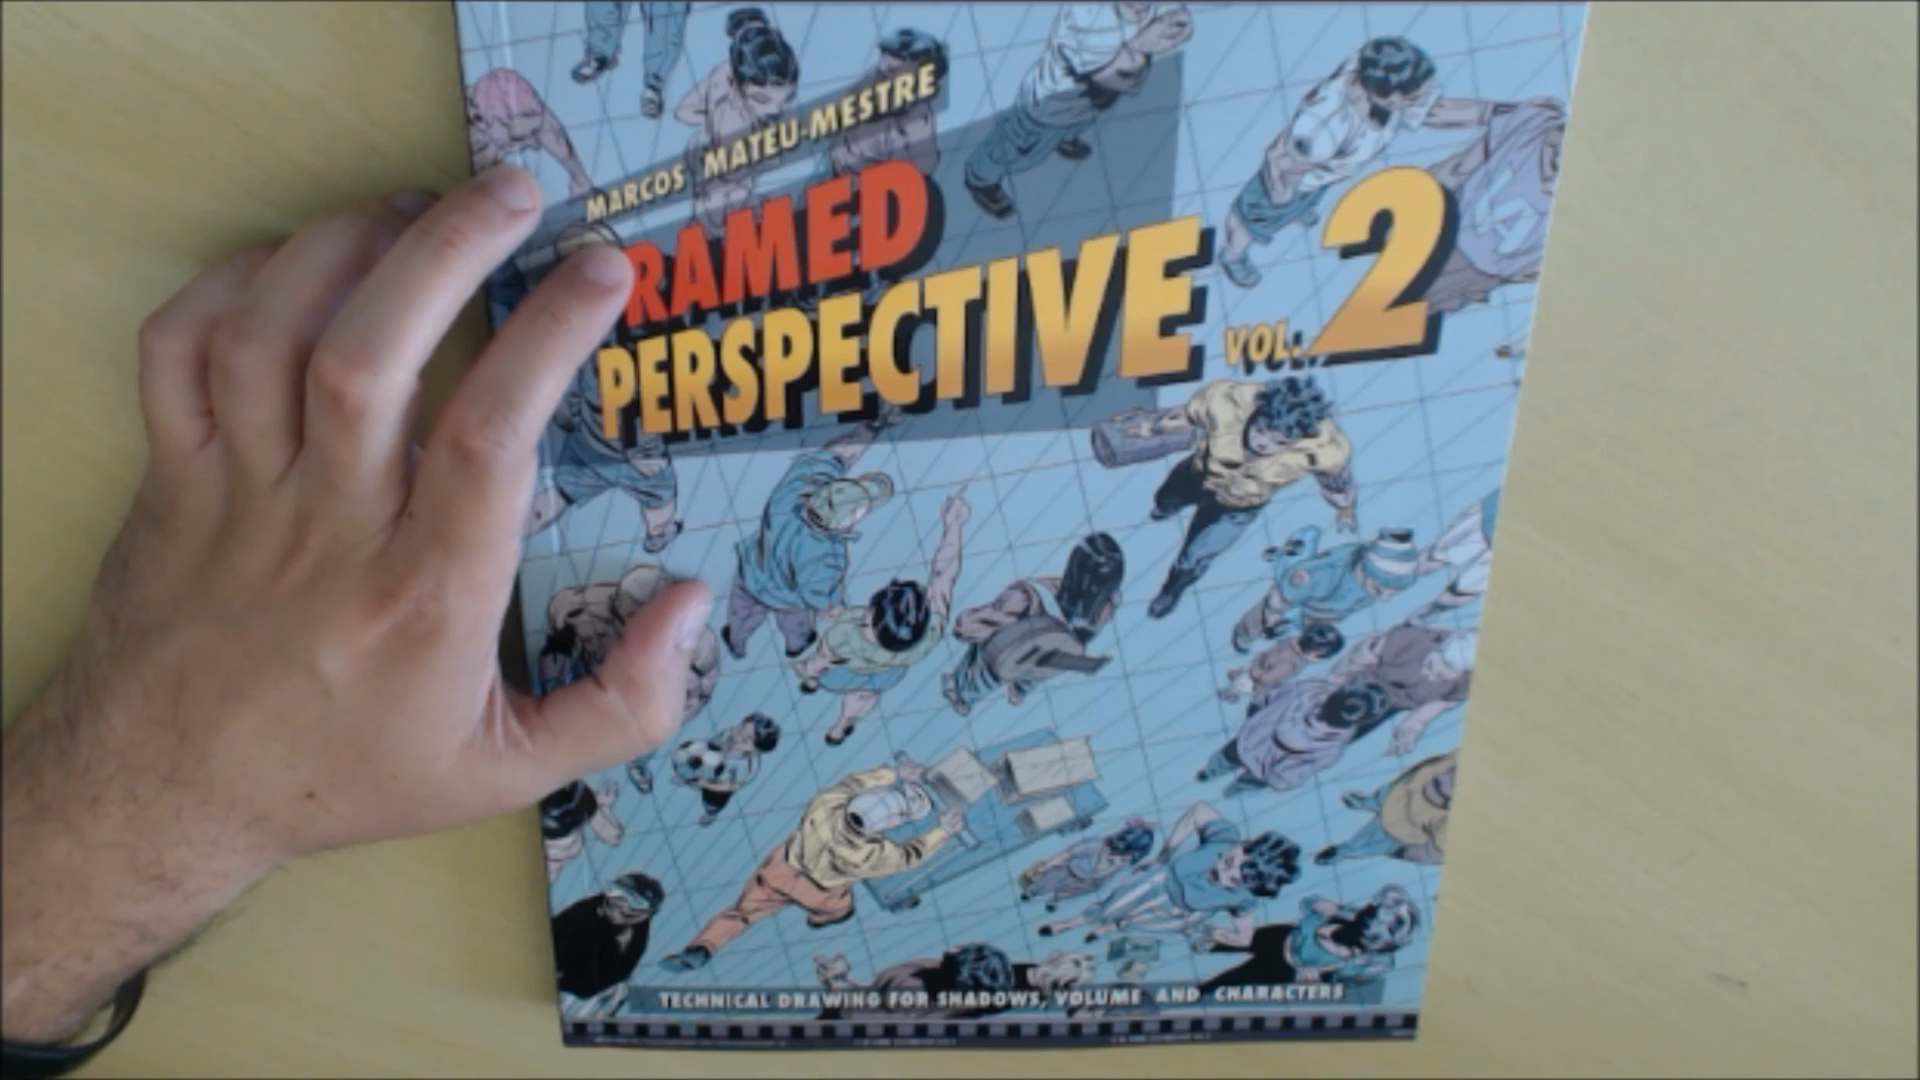 MARCOS MATEU-MESTRE
RAMED
PERSPECTIVE VOL. 2
TECHNICAL DRAWING FOR SHADOWS, VOLUME AND CHARACTERS